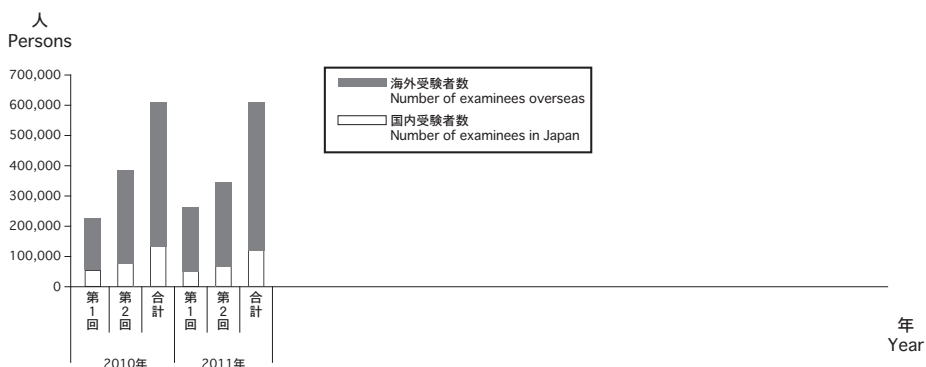 人
Persons
700,000
600,000
500,000
400,000
300,000
200,000
100,000
0
海外受験者数
Number of examinees overseas
国内受験者数
Number of examinees in Japan
第1回
第2回
合計
第1回
第2回
合計
2010年
2011年
年
Year